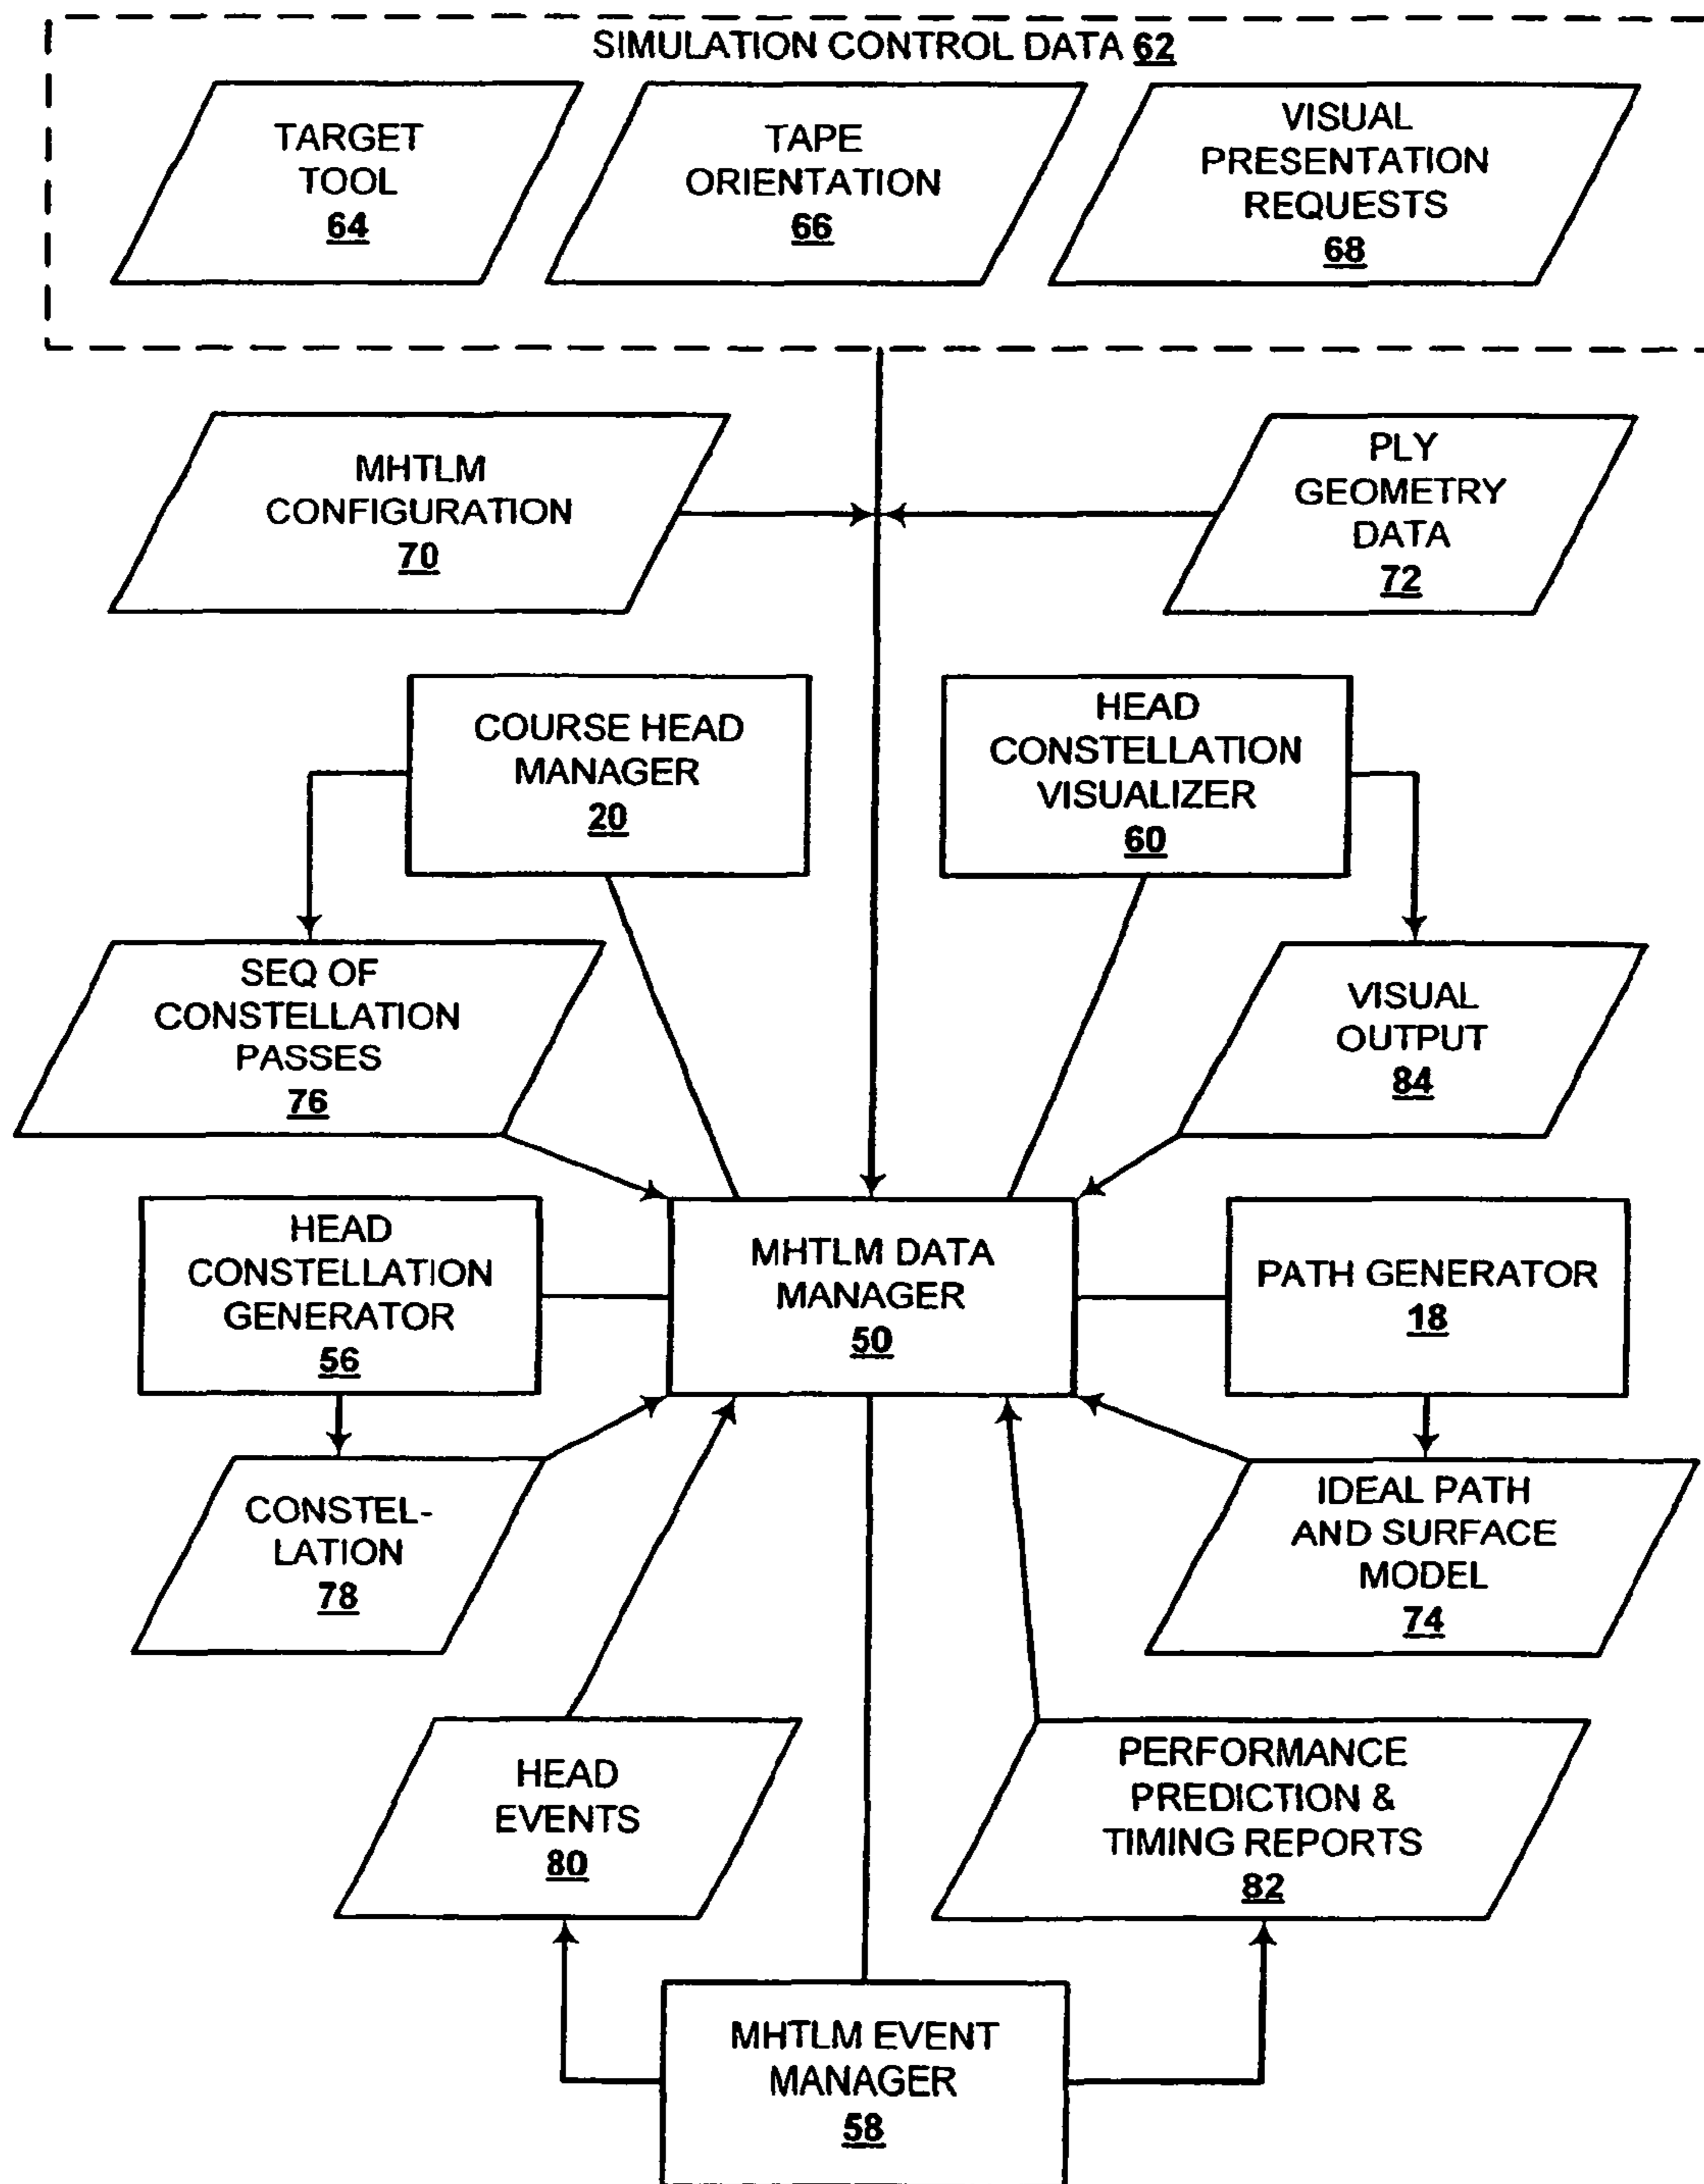 SIMULATION CONTROL DATA 62
TARGET
TOOL
64
TAPE
ORIENTATION
66
VISUAL
PRESENTATION
REQUESTS
68
MHTLM
CONFIGURATION
70
PLY
GEOMETRY
DATA
72
COURSE HEAD
MANAGER
20
HEAD
CONSTELLATION
VISUALIZER
60
SEQ OF
CONSTELLATION
PASSES
76
VISUAL
OUTPUT
84
HEAD
CONSTELLATION
GENERATOR
56
MHTLM DATA
MANAGER
50
PATH GENERATOR
18
CONSTEL-
LATION
78
IDEAL PATH
AND SURFACE
MODEL
74
HEAD
EVENTS
80
PERFORMANCE
PREDICTION &
TIMING REPORTS
82
MHTLM EVENT
MANAGER
58